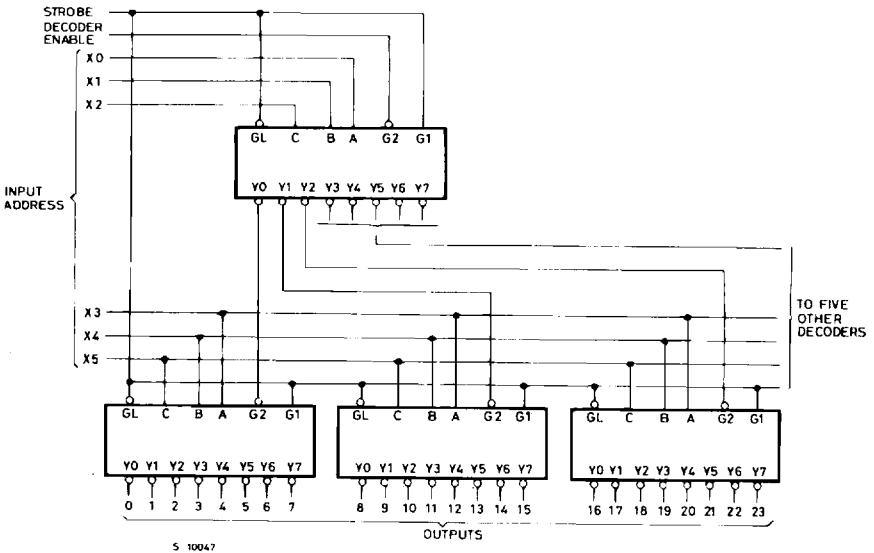 STROBE
DECODER
ENABLE
X0
X1
X2
GL C B A G2 G1
Y0 Y1 Y2 Y3 Y4 Y5 Y6 Y7
INPUT
ADDRESS
TO FIVE
OTHER
DECODERS
X3
X4
X5
GL C B A G2 G1
GL C B A G2 G1
GL C B A G2 G1
Y0 Y1 Y2 Y3 Y4 Y5 Y6 Y7
Y0 Y1 Y2 Y3 Y4 Y5 Y6 Y7
Y0 Y1 Y2 Y3 Y4 Y5 Y6 Y7
0 1 2 3 4 5 6 7
8 9 10 11 12 13 14 15
16 17 18 19 20 21 22 23
OUTPUTS
S 10047